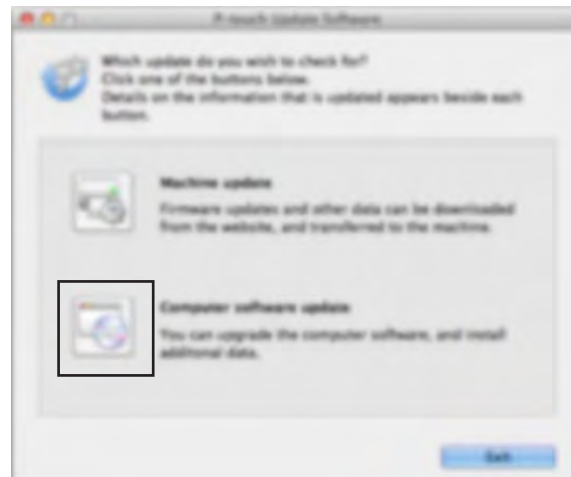 P-touch Update Software
Which update do you wish to check for?
Click one of the buttons below.
Details on the information that is updated appears beside each
button.
Machine update
Firmware updates and other data can be downloaded
from the website, and transferred to the machine.
Computer software update
You can upgrade the computer software, and install
additonal data.
Exit